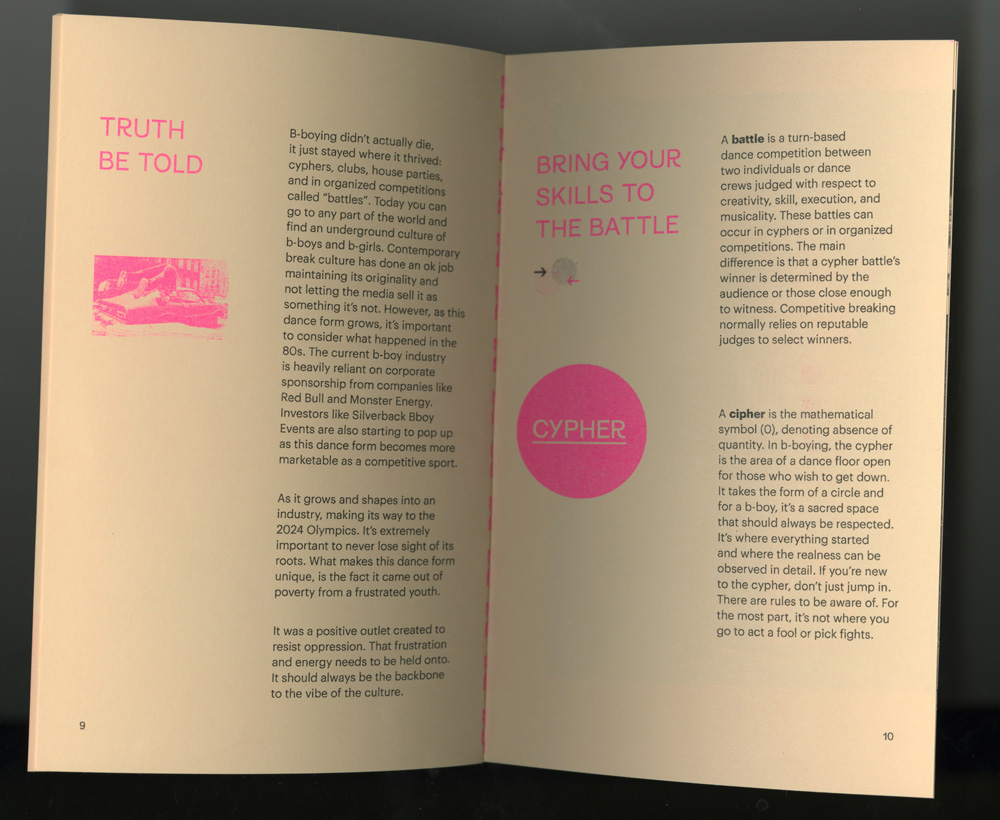 TRUTH
BE TOLD
B-boying didn't actually die,
it just stayed where it thrived:
cyphers, clubs, house parties,
and in organized competitions
called “battles”. Today you can
go to any part of the world and
find an underground culture of
b-boys and b-girls. Contemporary
break culture has done an ok job
maintaining its originality and
not letting the media sell it as
something it's not. However, as this
dance form grows, it's important
to consider what happened in the
80s. The current b-boy industry
is heavily reliant on corporate
sponsorship from companies like
Red Bull and Monster Energy.
Investors like Silverback Bboy
Events are also starting to pop up
as this dance form becomes more
marketable as a competitive sport.
As it grows and shapes into an
industry, making its way to the
2024 Olympics. It's extremely
important to never lose sight of its
roots. What makes this dance form
unique, is the fact it came out of
poverty from a frustrated youth.
It was a positive outlet created to
resist oppression. That frustration
and energy needs to be held onto.
It should always be the backbone
to the vibe of the culture.
9
BRING YOUR
SKILLS TO
THE BATTLE
A battle is a turn-based
dance competition between
two individuals or dance
crews judged with respect to
creativity, skill, execution, and
musicality. These battles can
occur in cyphers or in organized
competitions. The main
difference is that a cypher battle's
winner is determined by the
audience or those close enough
to witness. Competitive breaking
normally relies on reputable
judges to select winners.
CYPHER
A cipher is the mathematical
symbol (0), denoting absence of
quantity. In b-boying, the cypher
is the area of a dance floor open
for those who wish to get down.
It takes the form of a circle and
for a b-boy, it's a sacred space
that should always be respected.
It's where everything started
and where the realness can be
observed in detail. If you're new
to the cypher, don't just jump in.
There are rules to be aware of. For
the most part, it's not where you
go to act a fool or pick fights.
10